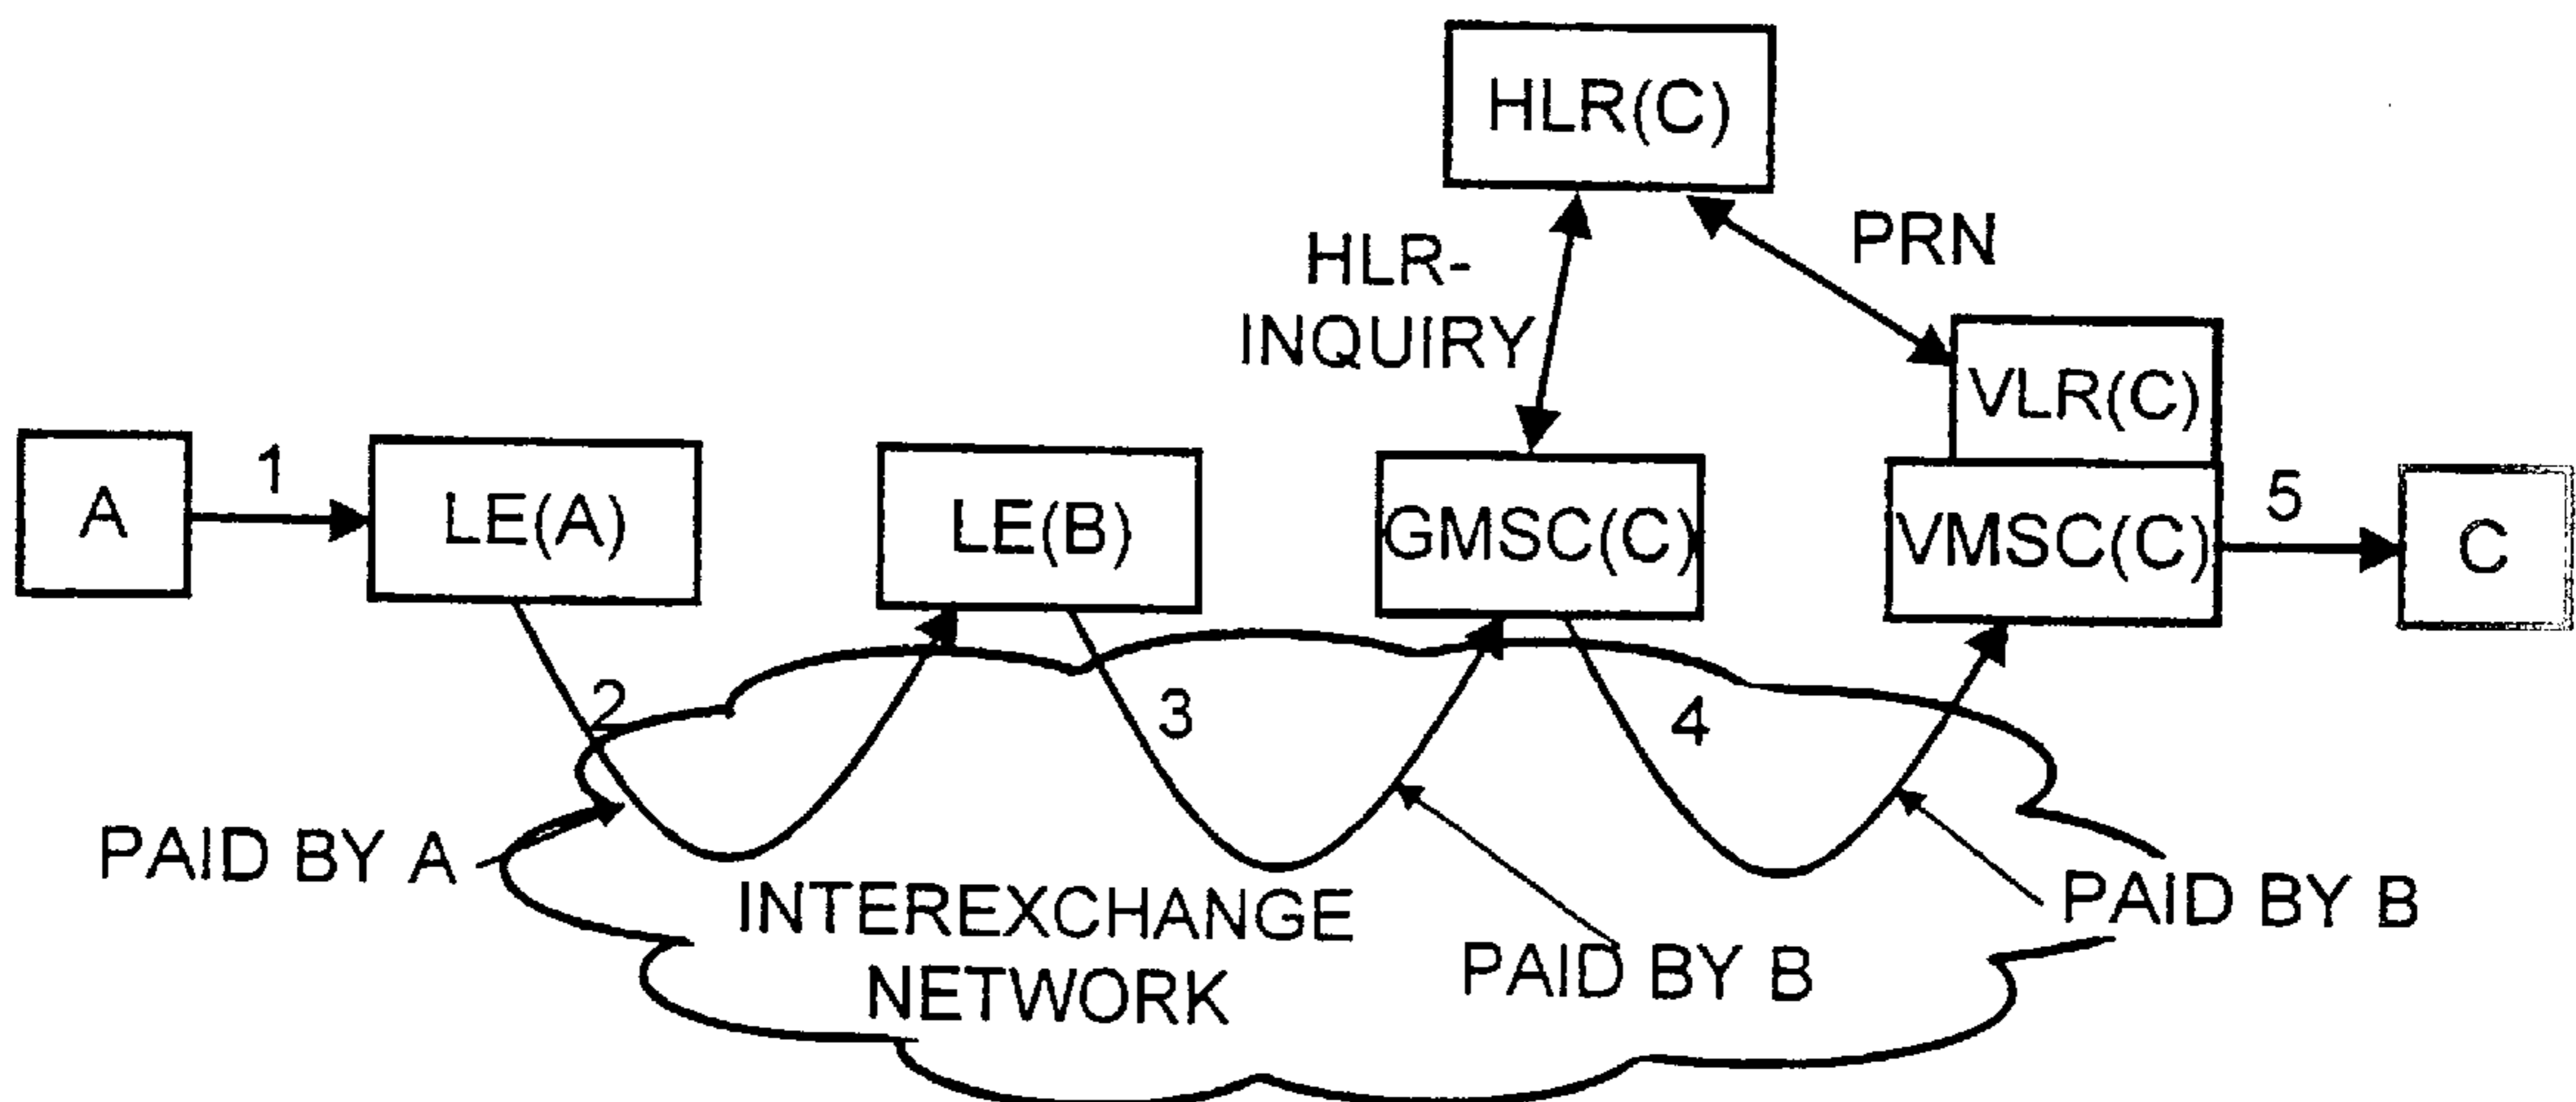 HLR(C)
HLR-
INQUIRY
PRN
VLR(C)
A
1
LE(A)
LE(B)
GMSC(C)
VMSC(C)
5
C
2
3
4
PAID BY A
INTEREXCHANGE
NETWORK
PAID BY B
PAID BY B